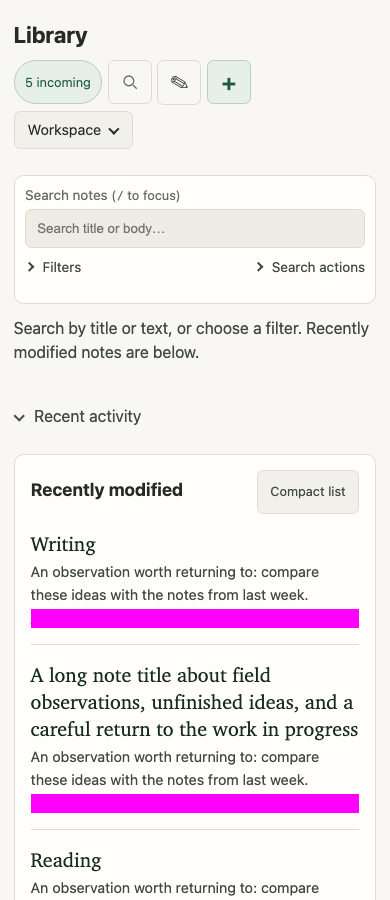 Library
5 incoming
+
Workspace
Search notes (/ to focus)
Search title or body…
Filters
Search actions
Search by title or text, or choose a filter. Recently
modified notes are below.
Recent activity
Recently modified
Compact list
Writing
An observation worth returning to: compare
these ideas with the notes from last week.
A long note title about field
observations, unfinished ideas, and a
careful return to the work in progress
An observation worth returning to: compare
these ideas with the notes from last week.
Reading
An observation worth returning to: compare